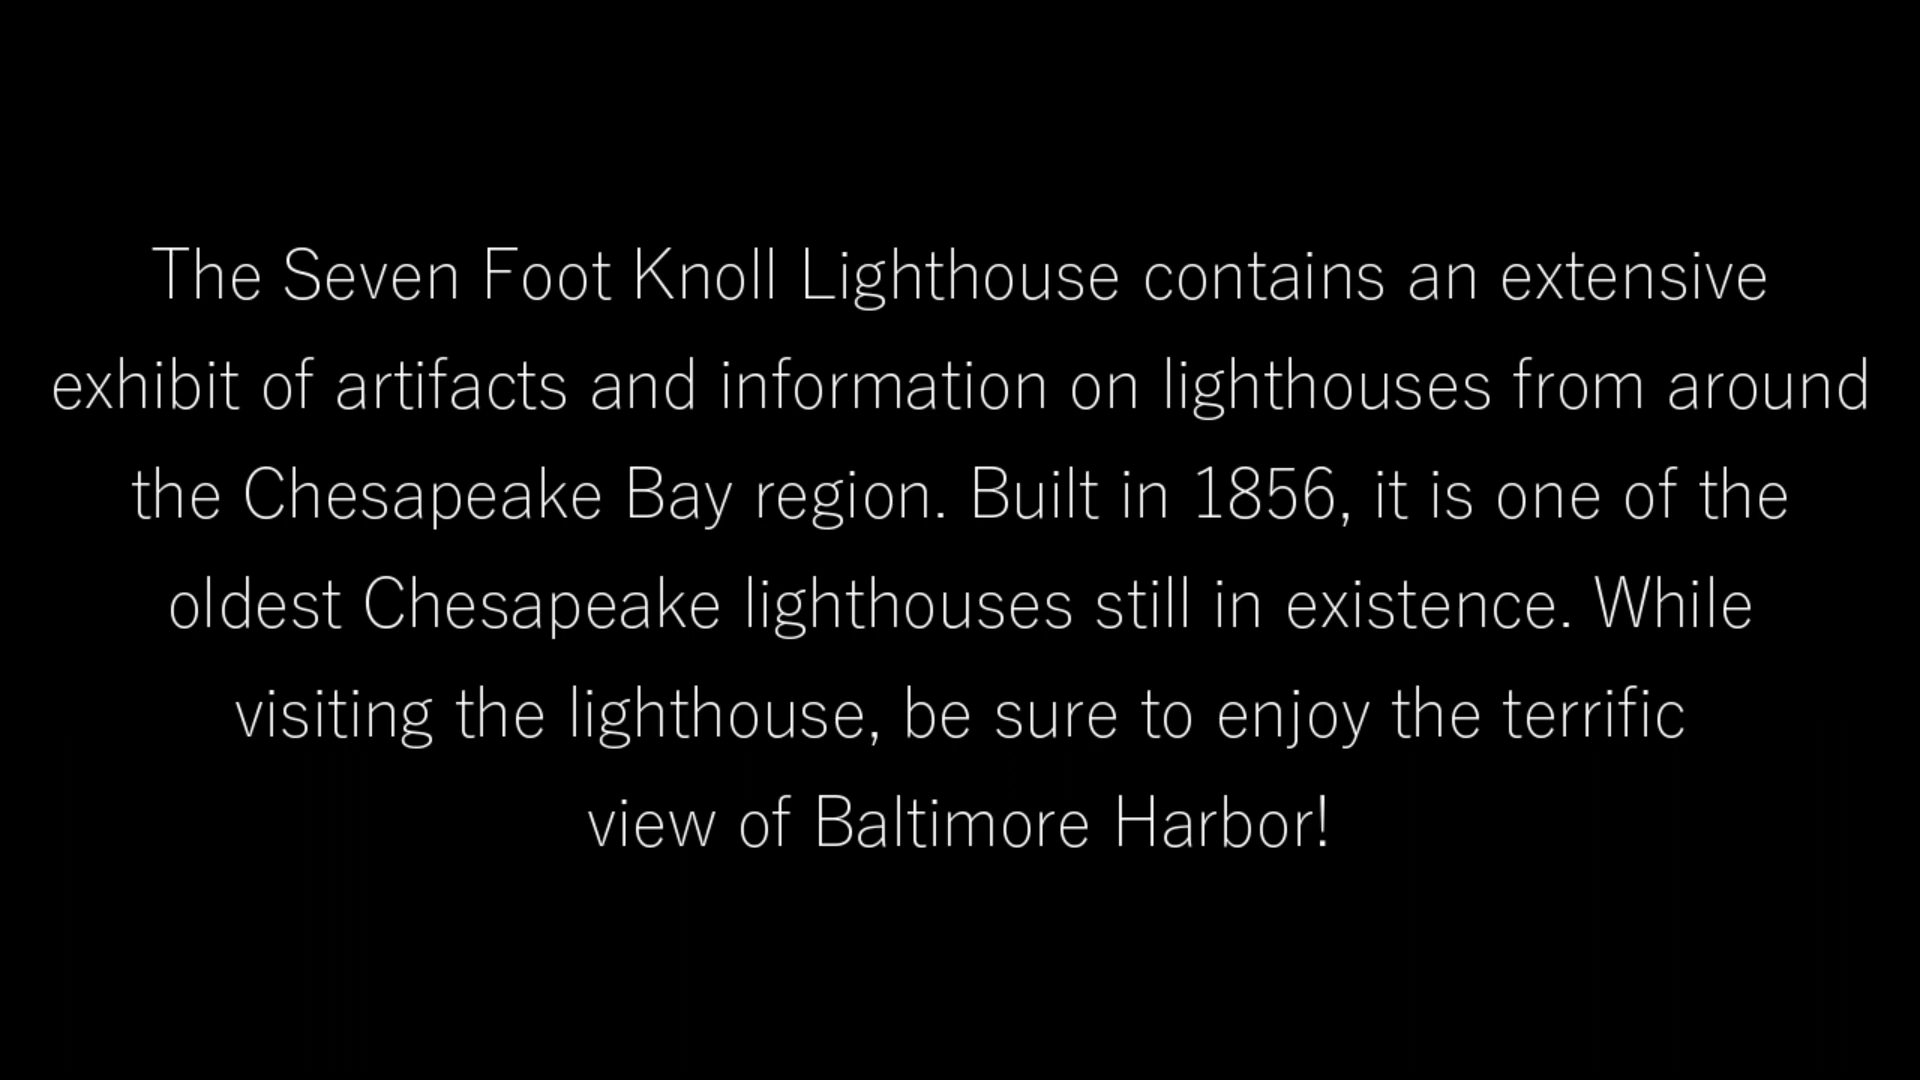 The Seven Foot Knoll Lighthouse contains an extensive
exhibit of artifacts and information on lighthouses from around
the Chesapeake Bay region. Built in 1856, it is one of the
oldest Chesapeake lighthouses still in existence. While
visiting the lighthouse, be sure to enjoy the terrific
view of Baltimore Harbor!